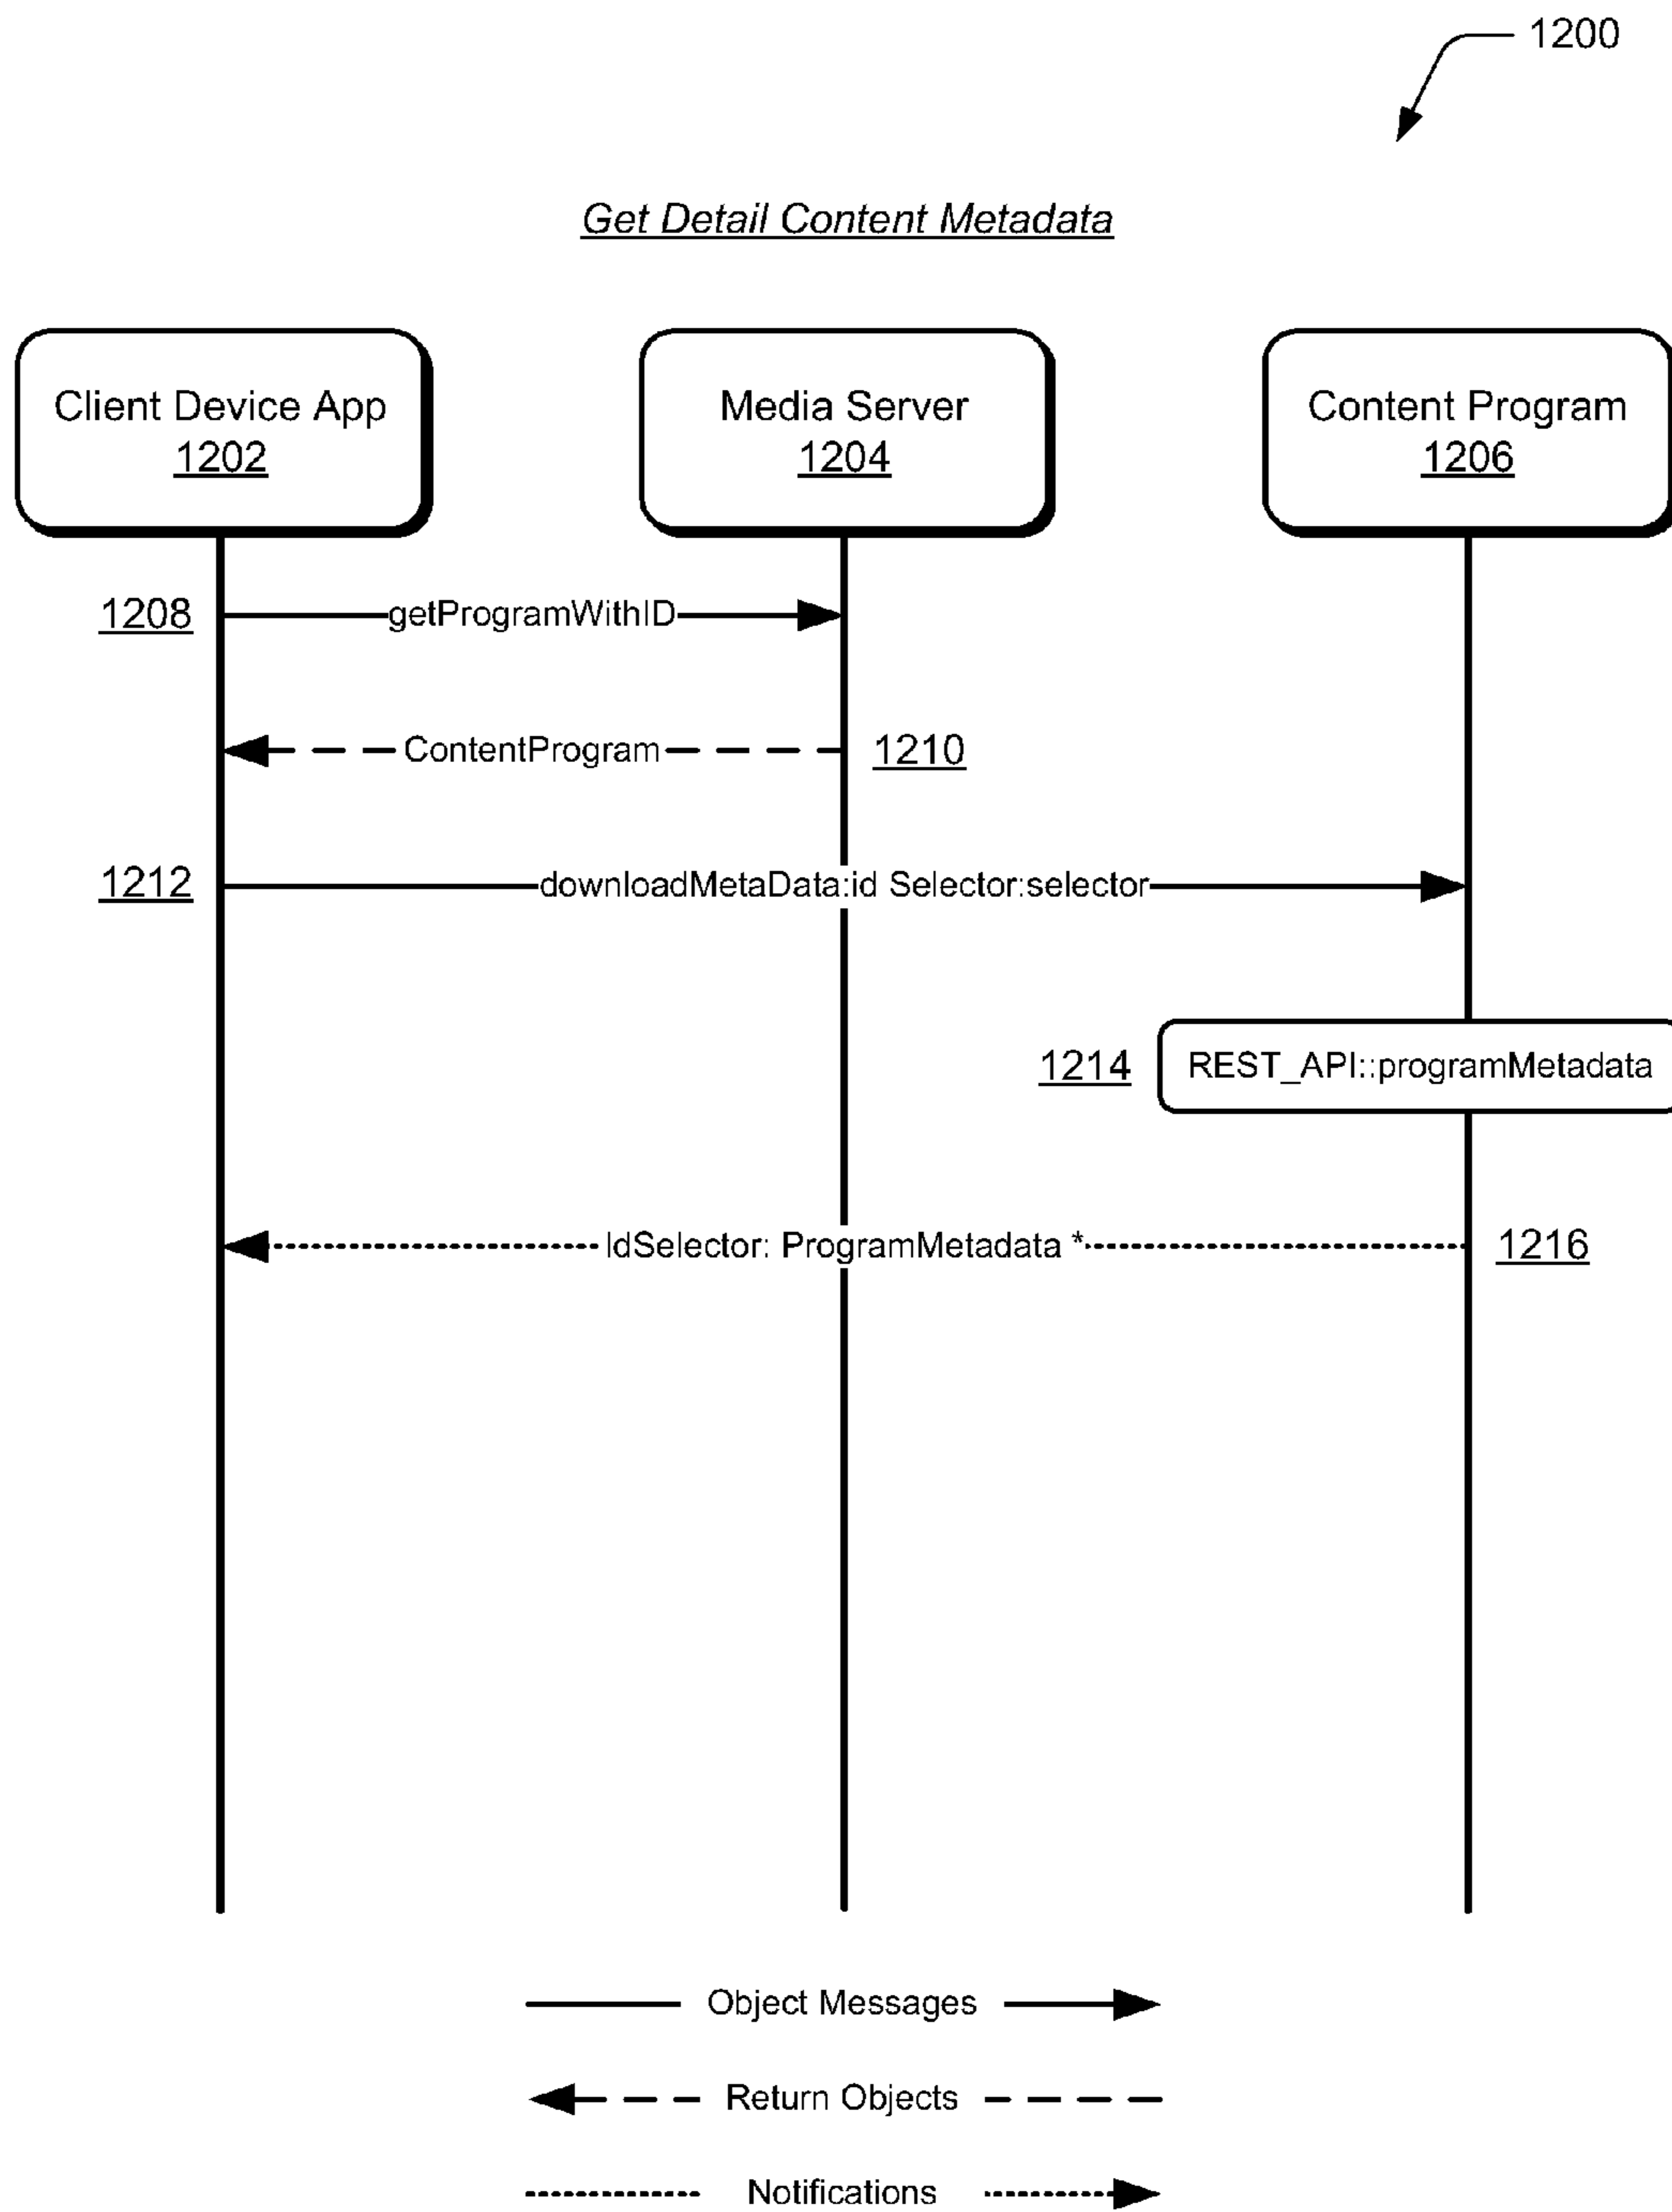 1200
Get Detail Content Metadata
Client Device App
1202
Media Server
1204
Content Program
1206
1208
getProgramWithID
ContentProgram
1210
1212
downloadMetaData:id Selector:selector
1214
REST_API::programMetadata
IdSelector: ProgramMetadata *
1216
Object Messages
Return Objects
Notifications